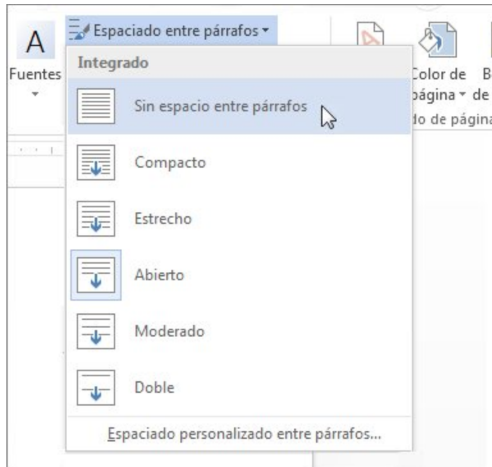 Espaciado entre párrafos
A
Fuentes
Color de
página
de
do de página
Integrado
Sin espacio entre párrafos
Compacto
Estrecho
Abierto
Moderado
Doble
Espaciado personalizado entre párrafos...